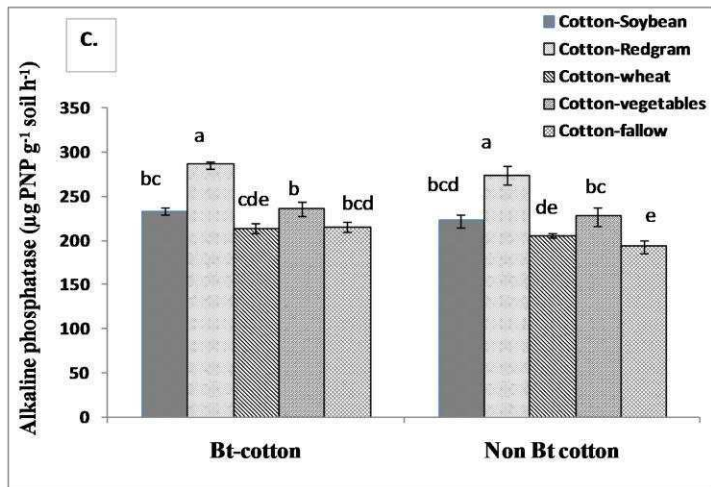 c.
Cotton-Soybean
Cotton-Redgram
Cotton-wheat
Cotton-vegetables
Cotton-fallow
Alkaline phosphatase (µg PNP g⁻¹ soil h⁻¹)
350
300
250
200
150
100
50
0
bc
a
cde
b
bcd
bcd
a
de
bc
e
Bt-cotton
Non Bt cotton